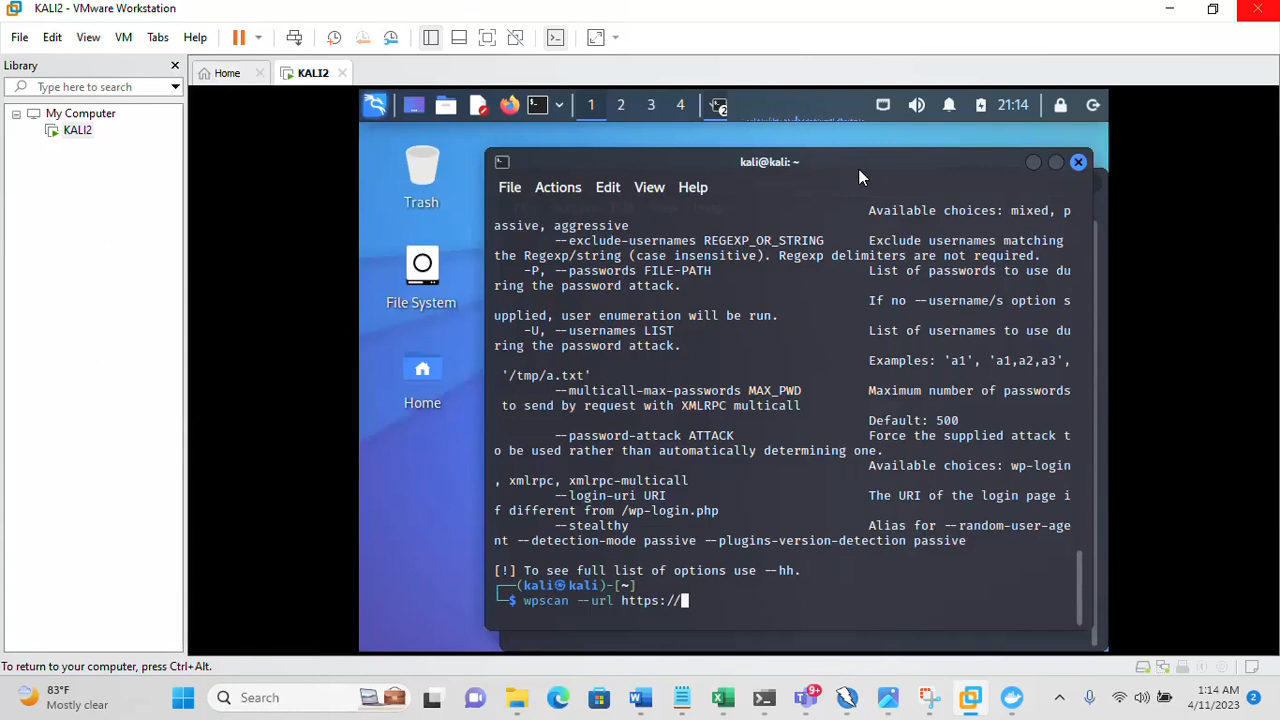 KALI2 - VMware Workstation
File Edit View VM Tabs Help
Library
Type here to search
My Computer
KALI2
Home
KALI2
1 2 3 4
2
21:14
Trash
File System
Home
kali@kali: ~
File Actions Edit View Help
Available choices: mixed, p
assive, aggressive
--exclude-usernames REGEXP_OR_STRING Exclude usernames matching
the Regexp/string (case insensitive). Regexp delimiters are not required.
-P, --passwords FILE-PATH List of passwords to use du
ring the password attack.
If no --username/s option s
upplied, user enumeration will be run.
-U, --usernames LIST List of usernames to use du
ring the password attack.
Examples: 'a1', 'a1,a2,a3',
'/tmp/a.txt'
--multicall-max-passwords MAX_PWD Maximum number of passwords
to send by request with XMLRPC multicall
Default: 500
--password-attack ATTACK Force the supplied attack t
o be used rather than automatically determining one.
Available choices: wp-login
, xmlrpc, xmlrpc-multicall
--login-uri URI The URI of the login page i
f different from /wp-login.php
--stealthy Alias for --random-user-age
nt --detection-mode passive --plugins-version-detection passive
[!] To see full list of options use --hh.
(kali㉿kali)-[~]
$ wpscan --url https://
To return to your computer, press Ctrl+Alt.
83°F
Mostly clear
Search
9+
1:14 AM
4/11/2023
2